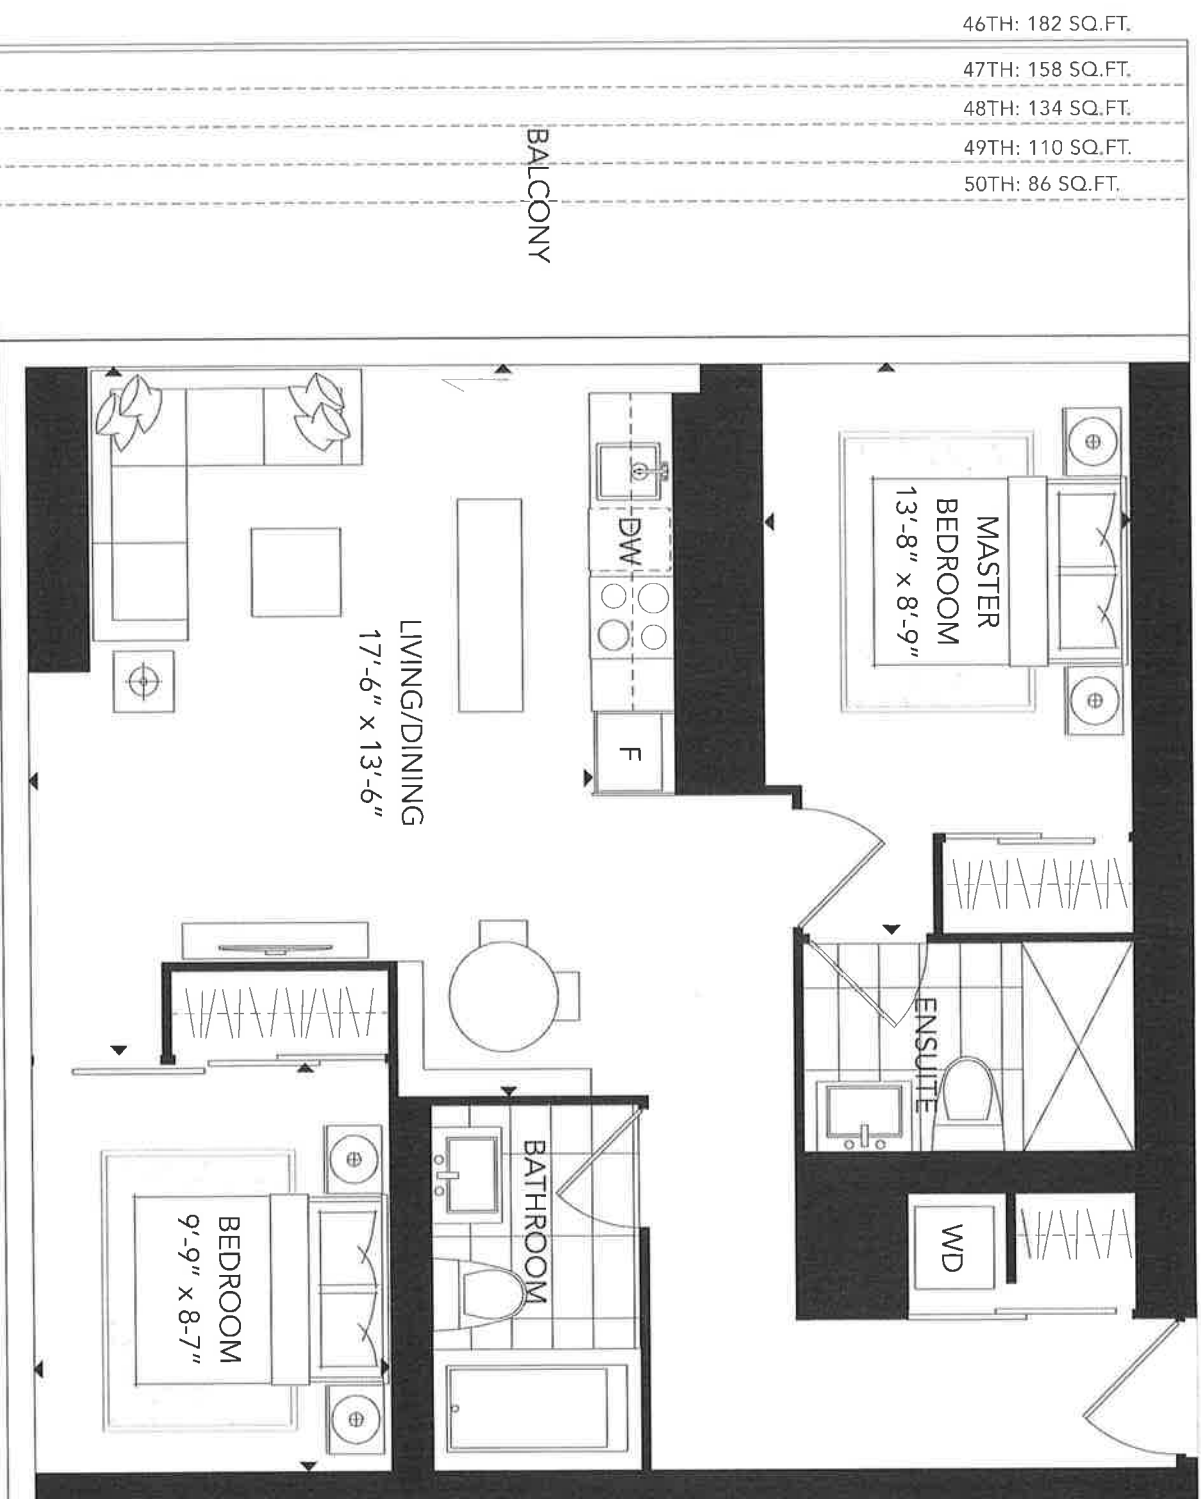 46TH: 182 SQ.FT.
47TH: 158 SQ.FT.
48TH: 134 SQ.FT.
49TH: 110 SQ.FT.
50TH: 86 SQ.FT.
BALCONY
MASTER
BEDROOM
13'-8" x 8'-9"
DW
F
LIVING/DINING
17'-6" x 13'-6"
ENSUITE
WD
BATHROOM
BEDROOM
9'-9" x 8-7"